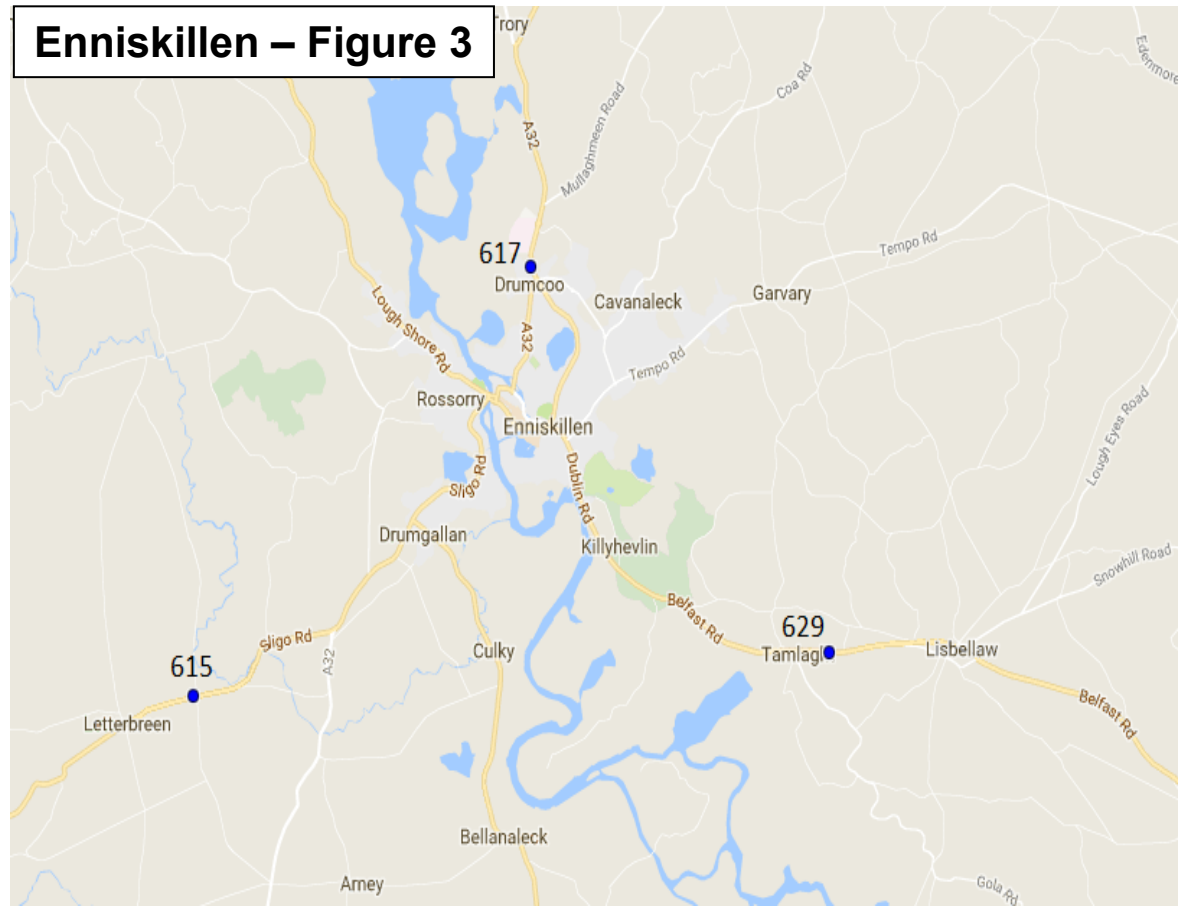 Enniskillen – Figure 3
Trory
Edenmore
A32
Mullaghmeen Road
Coa Rd
617
Drumcoo
Tempo Rd
Cavanaleck
Garvary
Lough Shore Rd
A32
Tempo Rd
Rossorry
Enniskillen
Lough Eyes Road
Sligo Rd
Dublin Rd
Drumgallan
Killyhevlin
Snowhill Road
Belfast Rd
629
Sligo Rd
A32
Culky
Tamlagh
Lisbellaw
615
Letterbreen
Belfast Rd
Bellanaleck
Arney
Gola Rd